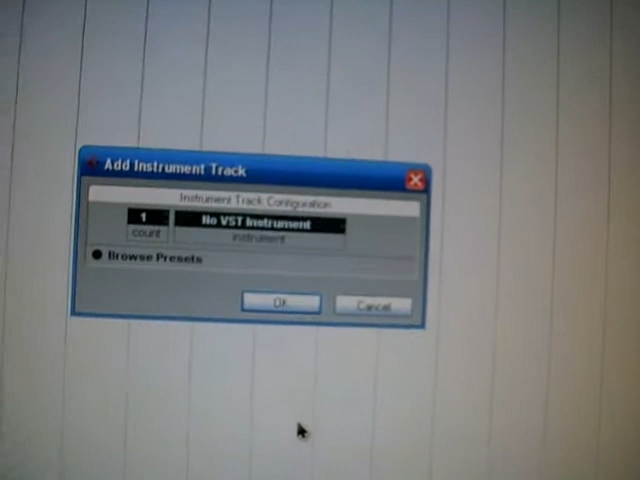 Add Instrument Track
Instrument Track Configuration
1
No VST Instrument
count
instrument
Browse Presets
OK
Cancel